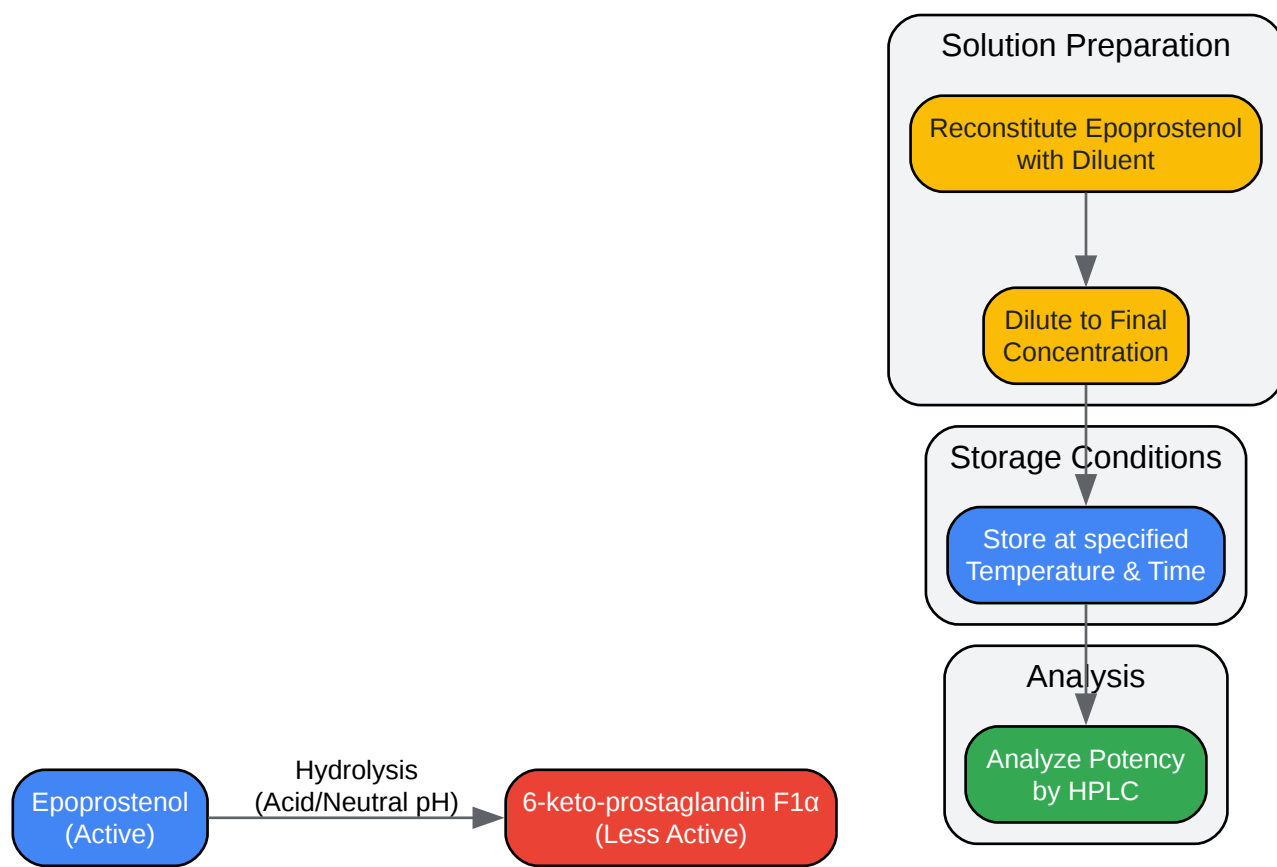 Solution Preparation
Reconstitute Epoprostenol
with Diluent
Dilute to Final
Concentration
Storage Conditions
Store at specified
Temperature & Time
Analysis
Analyze Potency
by HPLC
Hydrolysis
(Acid/Neutral pH)
Epoprostenol
(Active)
6-keto-prostaglandin F1α
(Less Active)